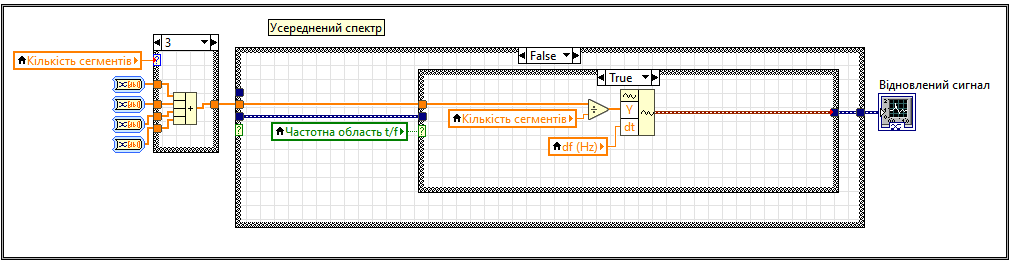 Усереднений спектр
3
Кількість сегментів
?
+
False
True
Відновлений сигнал
÷
Y
Кількість сегментів
dt
?
Частотна область t/f
?
df (Hz)